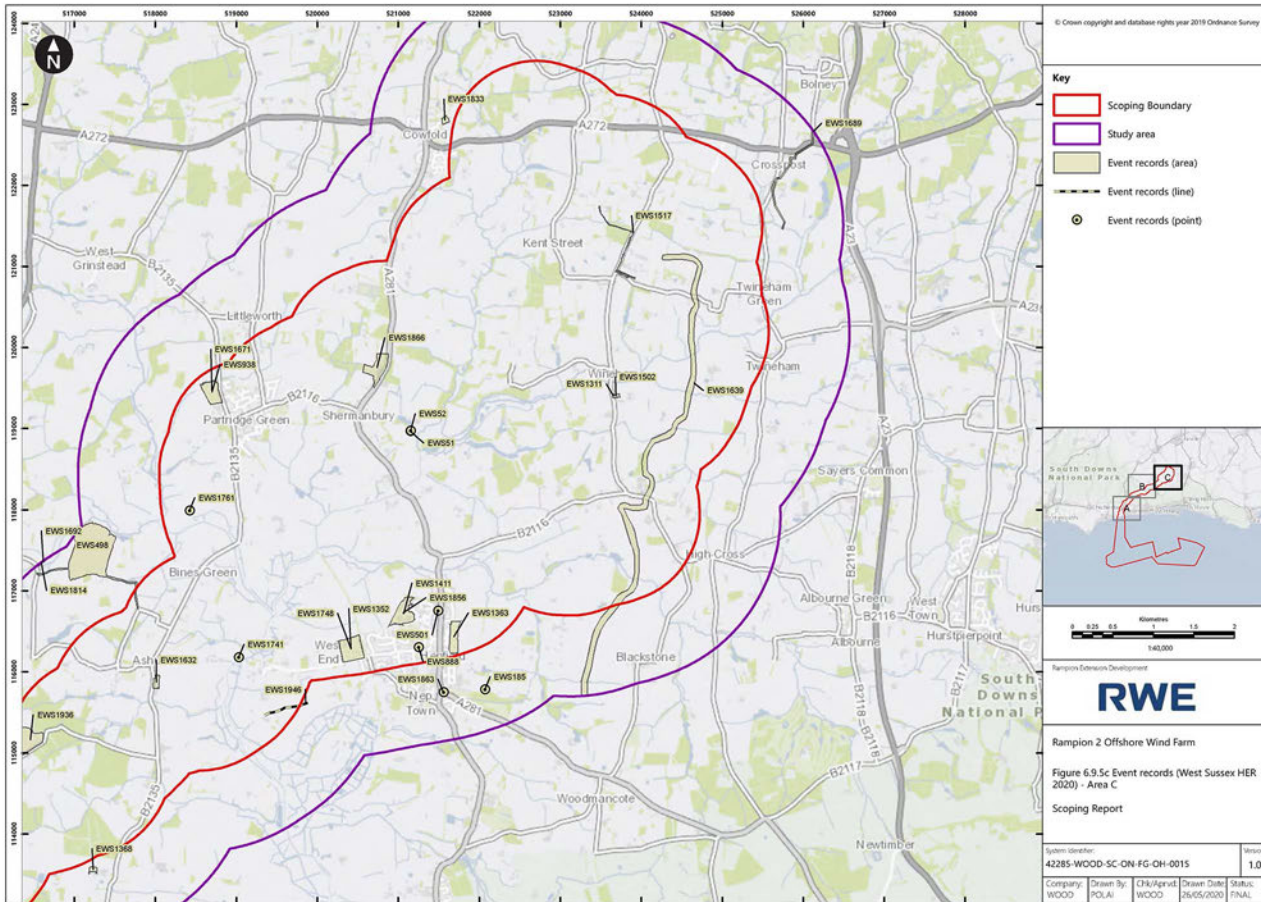 517000 518000 519000 520000 521000 522000 523000 524000 525000 526000 527000 528000
124000
123000
122000
121000
120000
119000
118000
117000
116000
115000
114000
N
A24
A281
Bolney
EWS1833
Cowfold
A272
A272
EWS1689
Crosspost
A23
EWS1517
Kent Street
West
Grinstead
B2135
A281
Twineham
Green
A23
Littleworth
EWS1671
EWS938
EWS1866
Twineham
EWS1311
EWS1502
EWS1639
Partridge Green
B2116
Shermanbury
EWS52
EWS51
A23
Sayers Common
B2135
EWS1761
EWS1692
EWS498
B2116
High Cross
B2118
Bines Green
EWS1814
EWS1411
EWS1856
EWS1748
EWS1352
EWS1363
Albourne Green
B2116
West
Town
Hurstpierpoint
Albourne
EWS1741
West
End
EWS501
EWS888
Blackstone
EWS1632
EWS1863
EWS185
EWS1946
A281
Nep
Town
B2117
South
Downs
National P
EWS1936
B2118
B2118
B2117
B2135
Woodmancote
Newtimber
EWS1368
© Crown copyright and database rights year 2019 Ordnance Survey
Key
Scoping Boundary
Study area
Event records (area)
Event records (line)
Event records (point)
South Downs
National Park
A
B
C
Kilometres
0 0.25 0.5 1 1.5 2
1:40,000
Rampion Extension Development
RWE
Rampion 2 Offshore Wind Farm
Figure 6.9.5c Event records (West Sussex HER
2020) - Area C
Scoping Report
System Identifier:
42285-WOOD-SC-ON-FG-OH-0015
1.0
Company:
WOOD
Drawn By:
POLAI
Chk/Aprvd:
WOOD
Drawn Date:
26/05/2020
Status:
FINAL